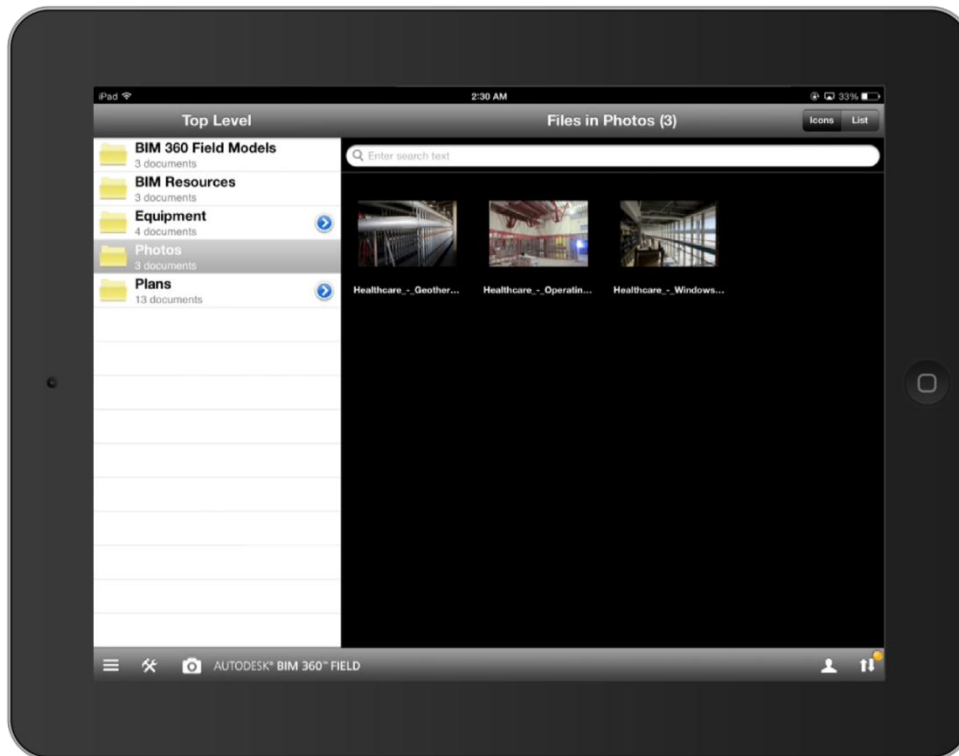 iPad
2:30 AM
33%
Top Level
Files in Photos (3)
Icons
List
BIM 360 Field Models
3 documents
BIM Resources
3 documents
Equipment
4 documents
Photos
3 documents
Plans
13 documents
Enter search text
Healthcare_-_Geother...
Healthcare_-_Operatin...
Healthcare_-_Windows...
AUTODESK® BIM 360™ FIELD